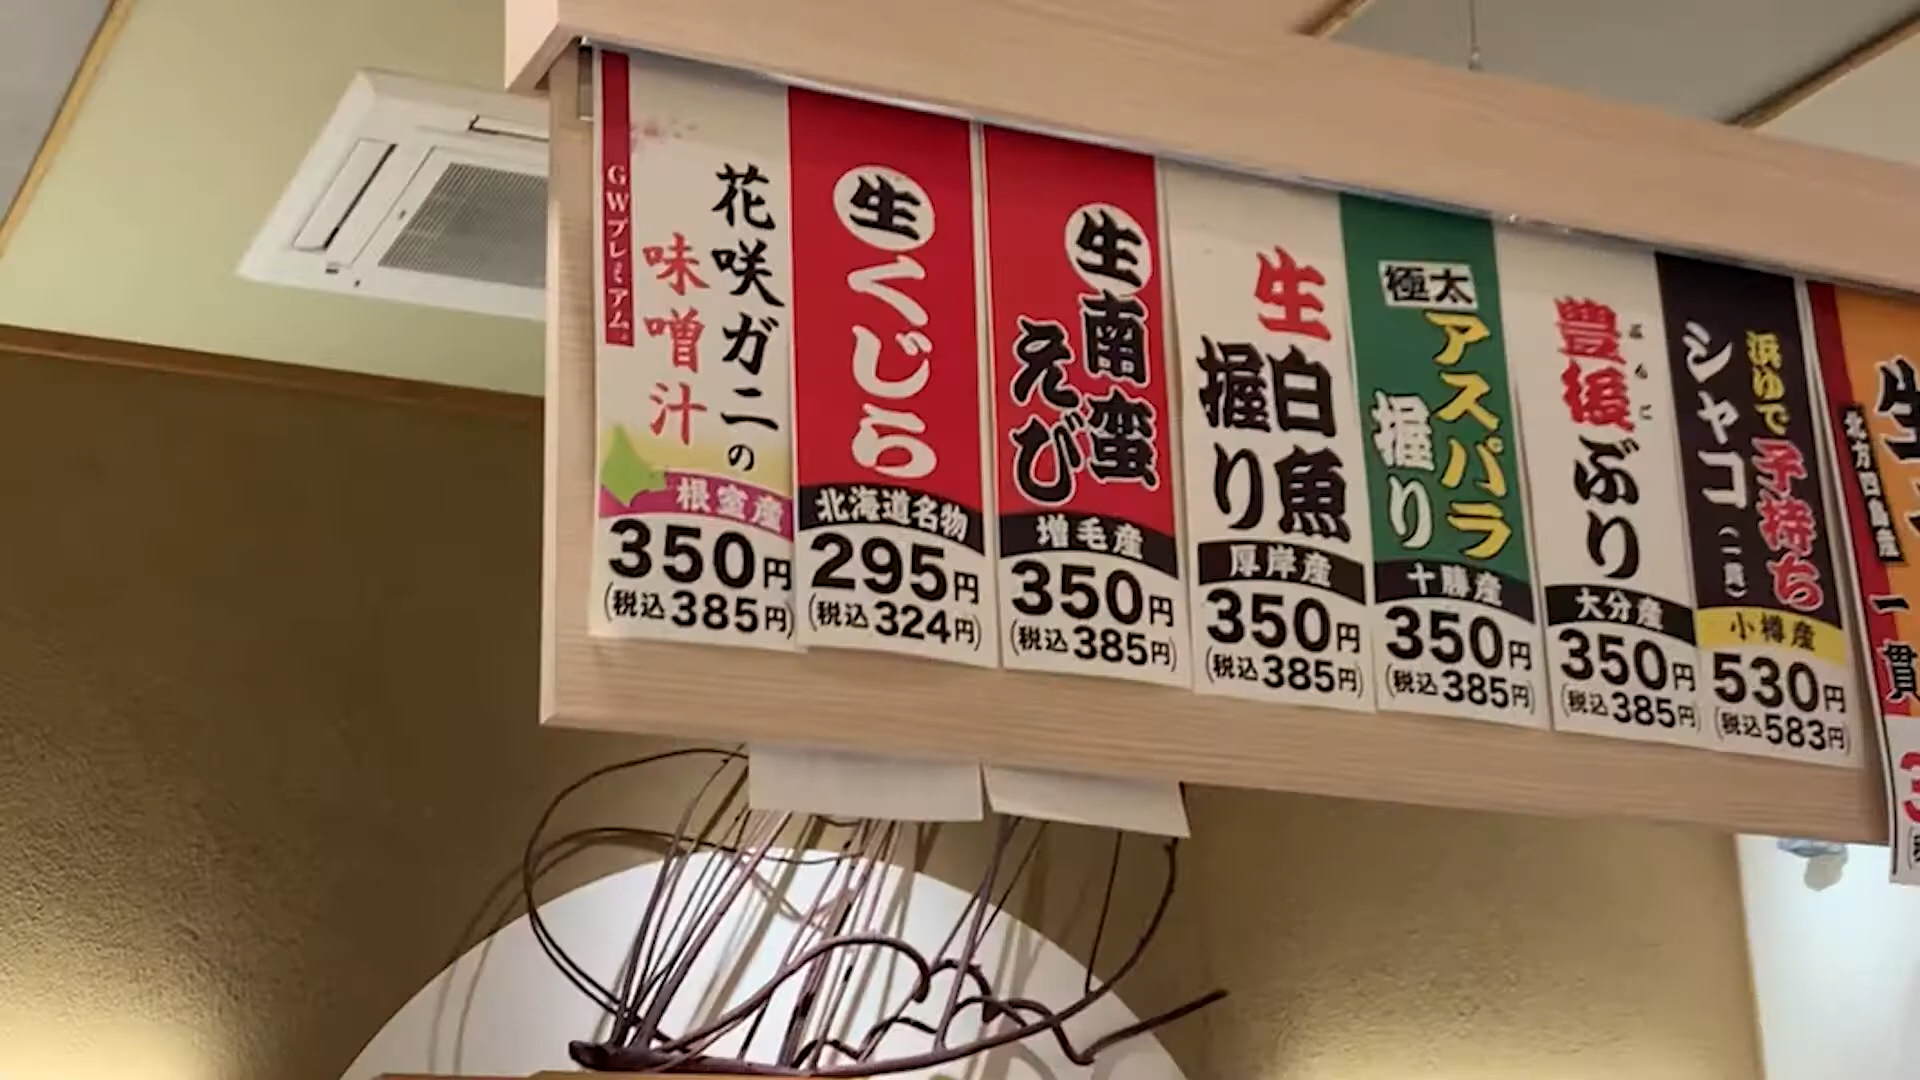 GWプレミアム
花咲ガニの
味噌汁
根室産
350円
(税込385円)
生くじら
北海道名物
295円
(税込324円)
生南蛮
えび
増毛産
350円
(税込385円)
生白魚
握り
厚岸産
350円
(税込385円)
極太
アスパラ
握り
十勝産
350円
(税込385円)
豊後ぶり
ぶんご
大分産
350円
(税込385円)
浜ゆで子持ち
シャコ(一貫)
小樽産
530円
(税込583円)
生
北方四島産
一貫
3